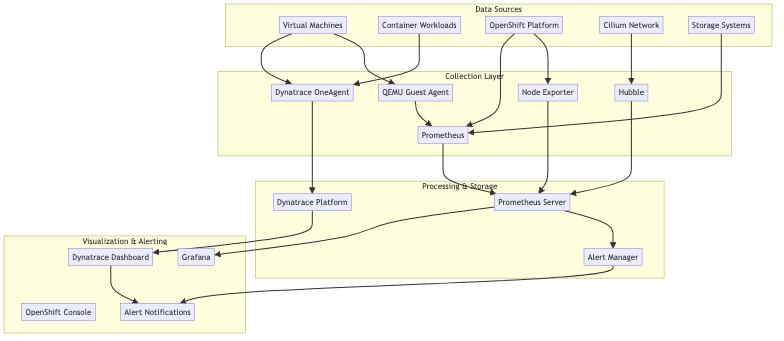 Data Sources
Virtual Machines
Container Workloads
OpenShift Platform
Cilium Network
Storage Systems
Collection Layer
Dynatrace OneAgent
QEMU Guest Agent
Node Exporter
Hubble
Prometheus
Processing & Storage
Dynatrace Platform
Prometheus Server
Alert Manager
Visualization & Alerting
Dynatrace Dashboard
Grafana
OpenShift Console
Alert Notifications